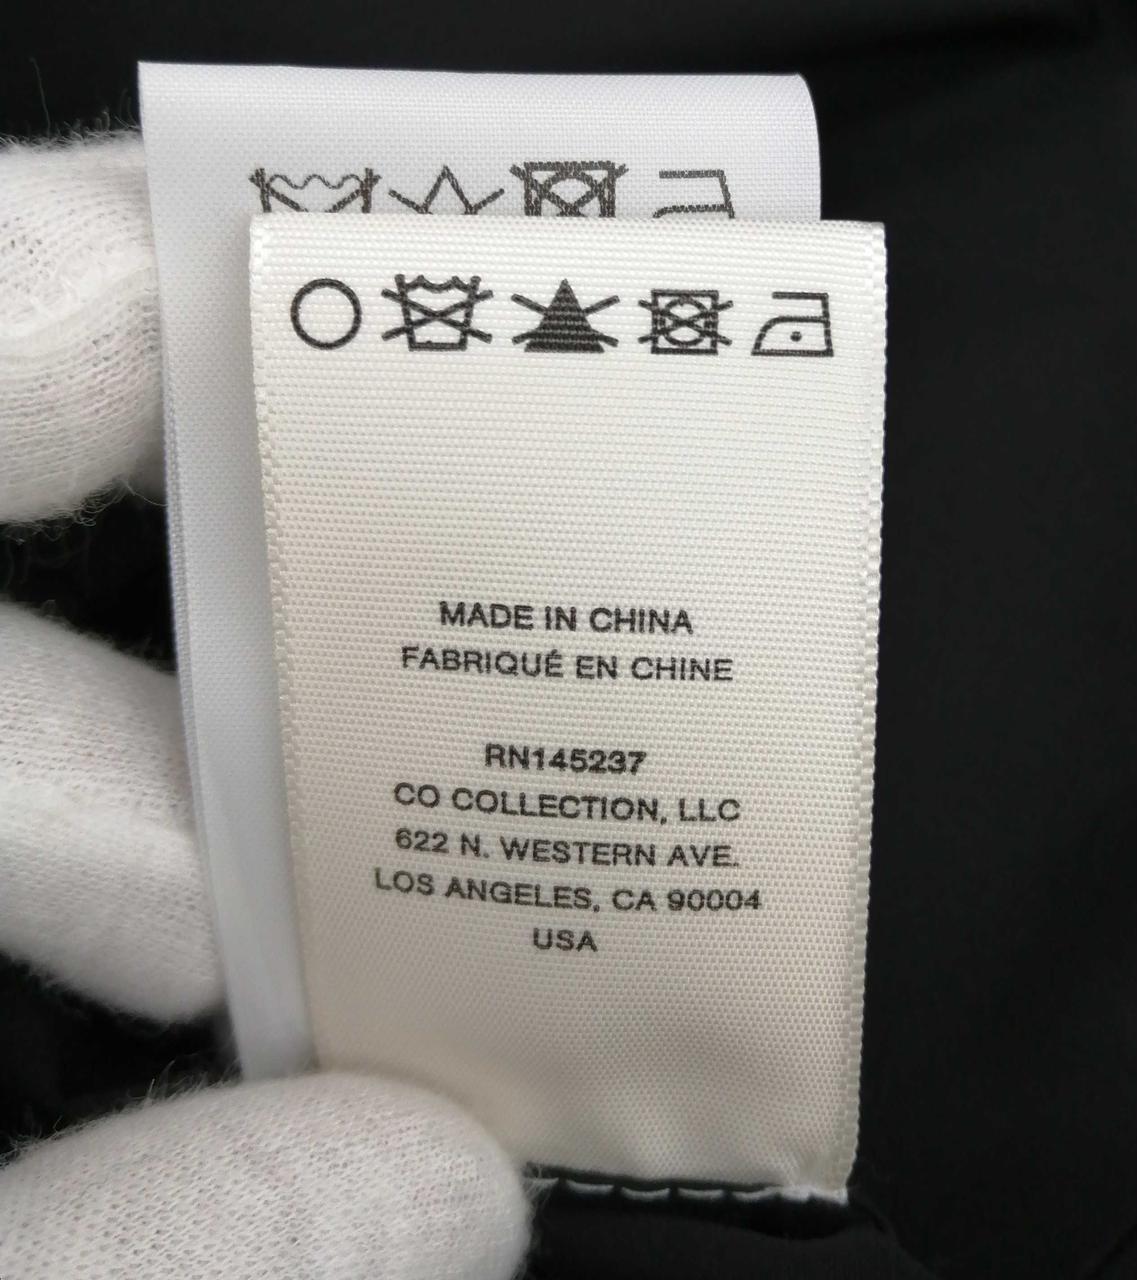 MADE IN CHINA
FABRIQUÉ EN CHINE
RN145237
CO COLLECTION, LLC
622 N. WESTERN AVE.
LOS ANGELES, CA 90004
USA